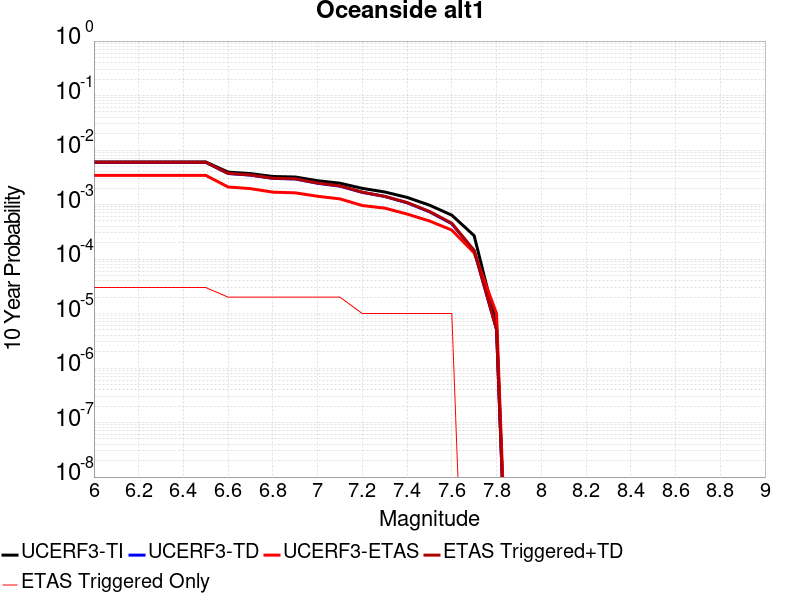 Oceanside alt1
10^0
10^-1
10^-2
10^-3
10^-4
10^-5
10^-6
10^-7
10^-8
10 Year Probability
6 6.2 6.4 6.6 6.8 7 7.2 7.4 7.6 7.8 8 8.2 8.4 8.6 8.8 9
Magnitude
UCERF3-TI UCERF3-TD UCERF3-ETAS ETAS Triggered+TD
ETAS Triggered Only